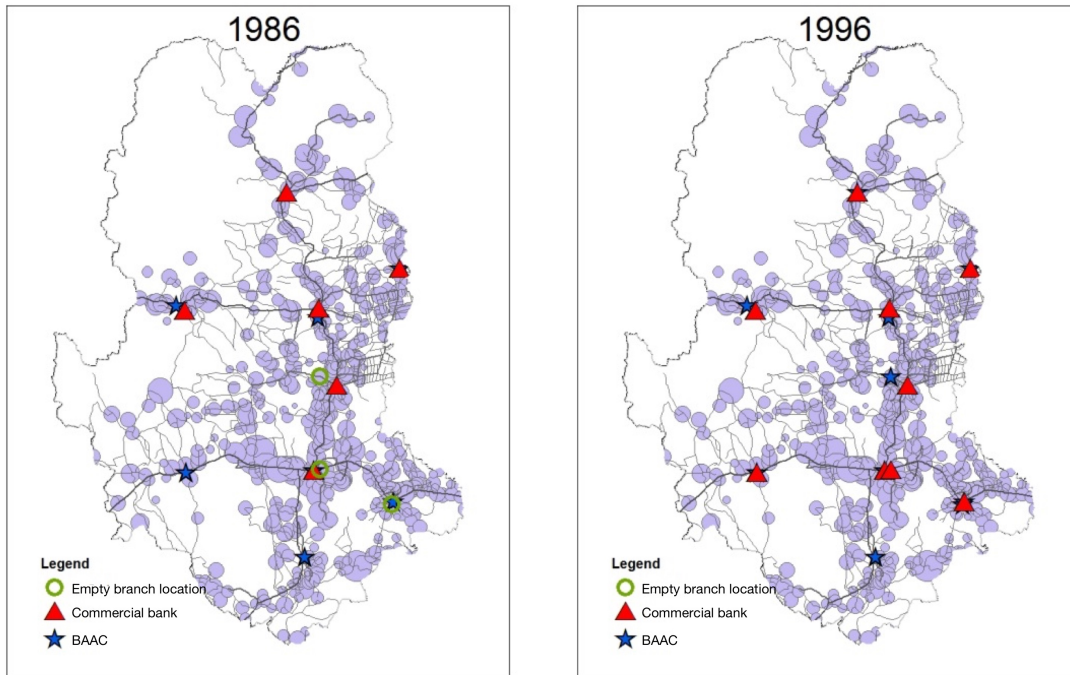 1986
Legend
Empty branch location
Commercial bank
BAAC
1996
Legend
Empty branch location
Commercial bank
BAAC